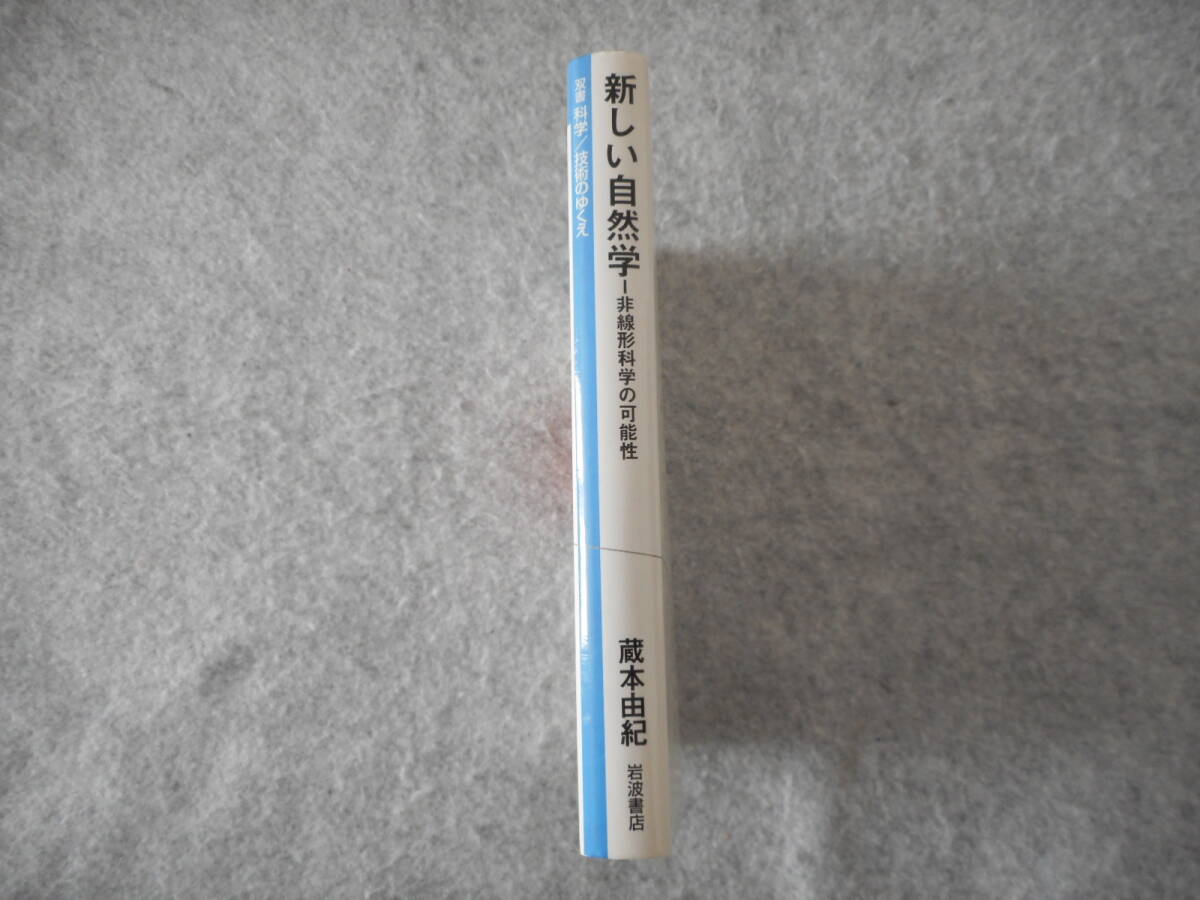 新しい自然学―非線形科学の可能性
蔵本由紀
岩波書店
双書 科学/技術のゆくえ